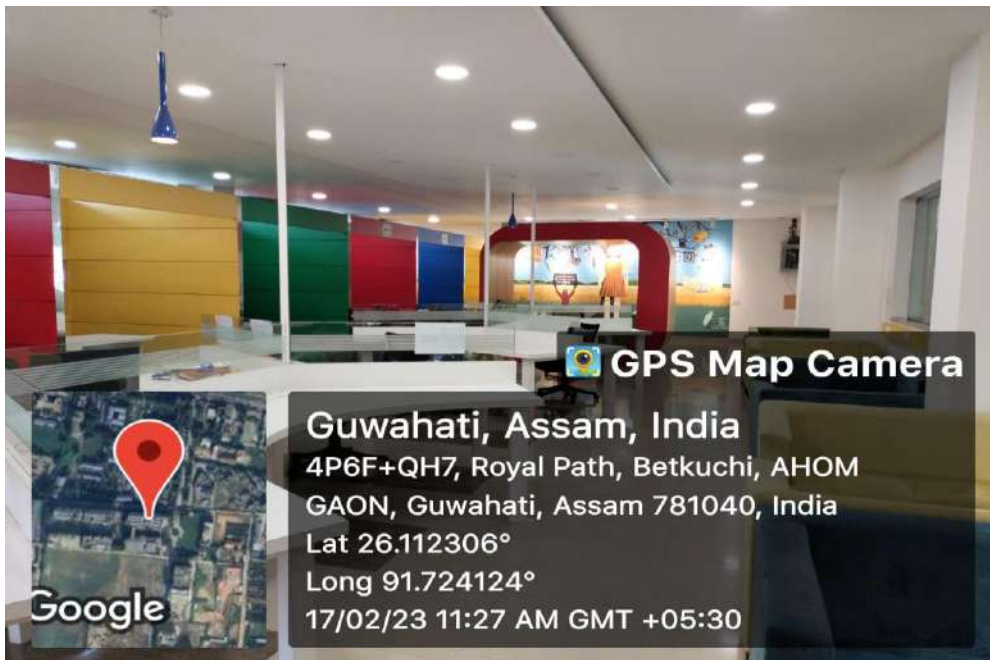 GPS Map Camera
Guwahati, Assam, India
4P6F+QH7, Royal Path, Betkuchi, AHOM
GAON, Guwahati, Assam 781040, India
Lat 26.112306°
Long 91.724124°
17/02/23 11:27 AM GMT +05:30
Google